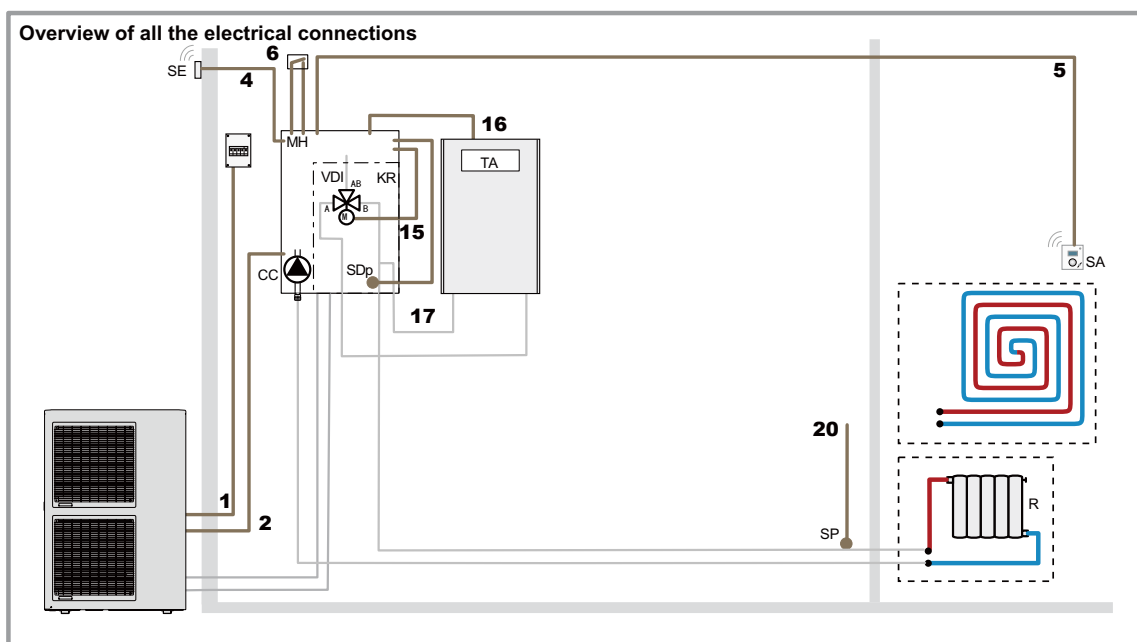 Overview of all the electrical connections
6
SE
4
5
16
MH
TA
VDI
KR
AB
A
B
M
15
SDp
CC
SA
17
20
1
2
SP
R